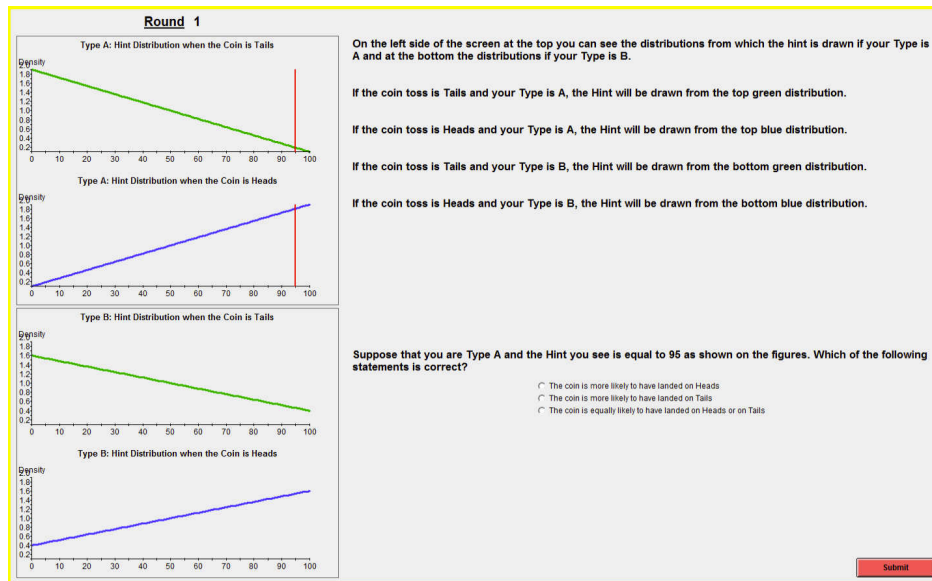 Round 1
Type A: Hint Distribution when the Coin is Tails
Density
2.0
1.8
1.6
1.4
1.2
1.0
0.8
0.6
0.4
0.2
0 10 20 30 40 50 60 70 80 90 100
Type A: Hint Distribution when the Coin is Heads
Density
2.0
1.8
1.6
1.4
1.2
1.0
0.8
0.6
0.4
0.2
0 10 20 30 40 50 60 70 80 90 100
Type B: Hint Distribution when the Coin is Tails
Density
2.0
1.8
1.6
1.4
1.2
1.0
0.8
0.6
0.4
0.2
0 10 20 30 40 50 60 70 80 90 100
Type B: Hint Distribution when the Coin is Heads
Density
2.0
1.8
1.6
1.4
1.2
1.0
0.8
0.6
0.4
0.2
0 10 20 30 40 50 60 70 80 90 100
On the left side of the screen at the top you can see the distributions from which the hint is drawn if your Type is
A and at the bottom the distributions if your Type is B.
If the coin toss is Tails and your Type is A, the Hint will be drawn from the top green distribution.
If the coin toss is Heads and your Type is A, the Hint will be drawn from the top blue distribution.
If the coin toss is Tails and your Type is B, the Hint will be drawn from the bottom green distribution.
If the coin toss is Heads and your Type is B, the Hint will be drawn from the bottom blue distribution.
Suppose that you are Type A and the Hint you see is equal to 95 as shown on the figures. Which of the following
statements is correct?
The coin is more likely to have landed on Heads
The coin is more likely to have landed on Tails
The coin is equally likely to have landed on Heads or on Tails
Submit